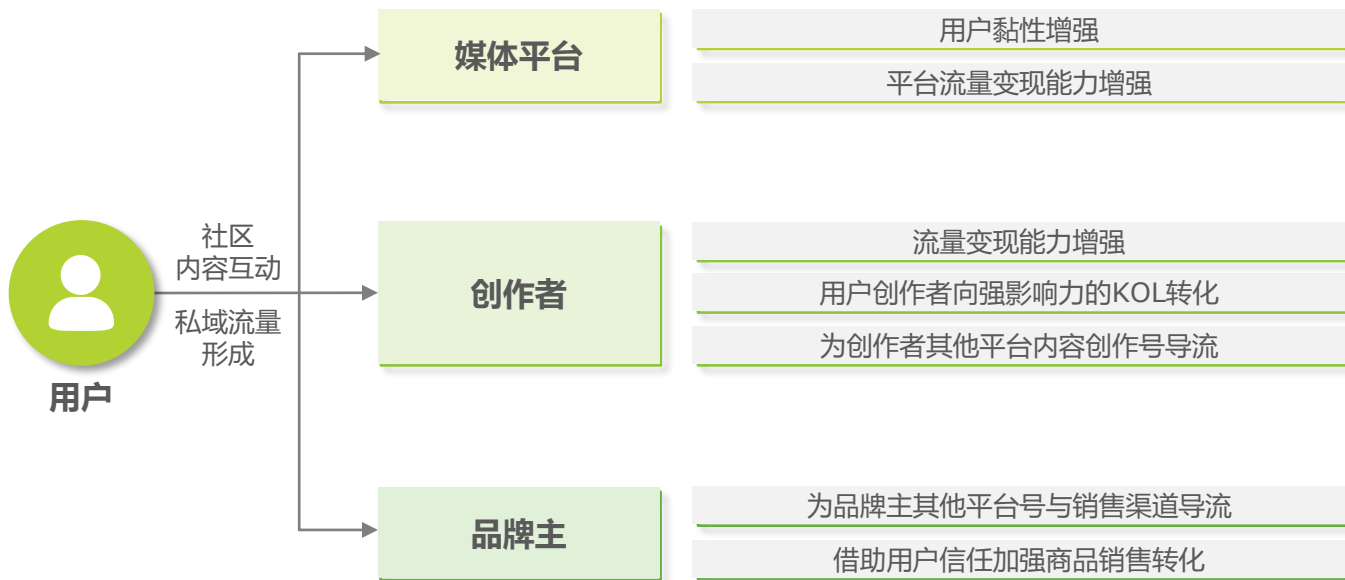 用户
社区
内容互动
私域流量
形成
媒体平台
用户黏性增强
平台流量变现能力增强
创作者
流量变现能力增强
用户创作者向强影响力的KOL转化
为创作者其他平台内容创作号导流
品牌主
为品牌主其他平台号与销售渠道导流
借助用户信任加强商品销售转化